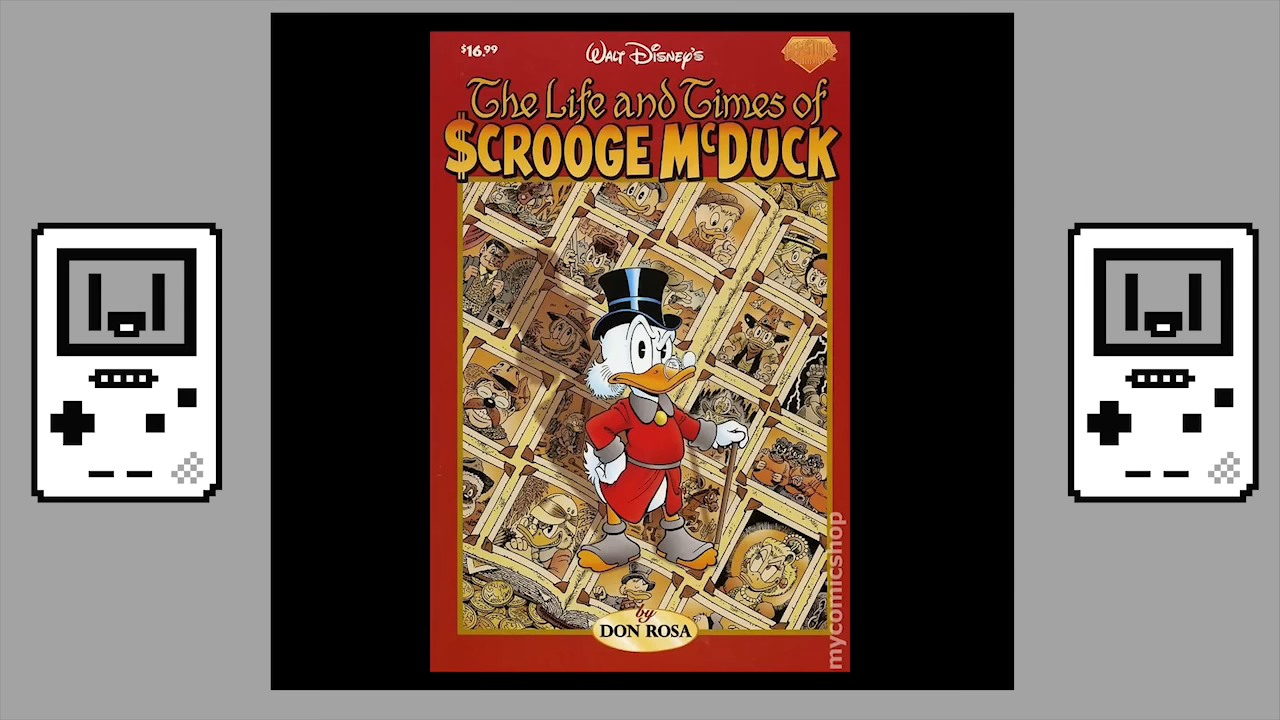 $16.99
WALT DISNEY'S
The Life and Times of
$CROOGE McDUCK
by
DON ROSA
mycomicshop